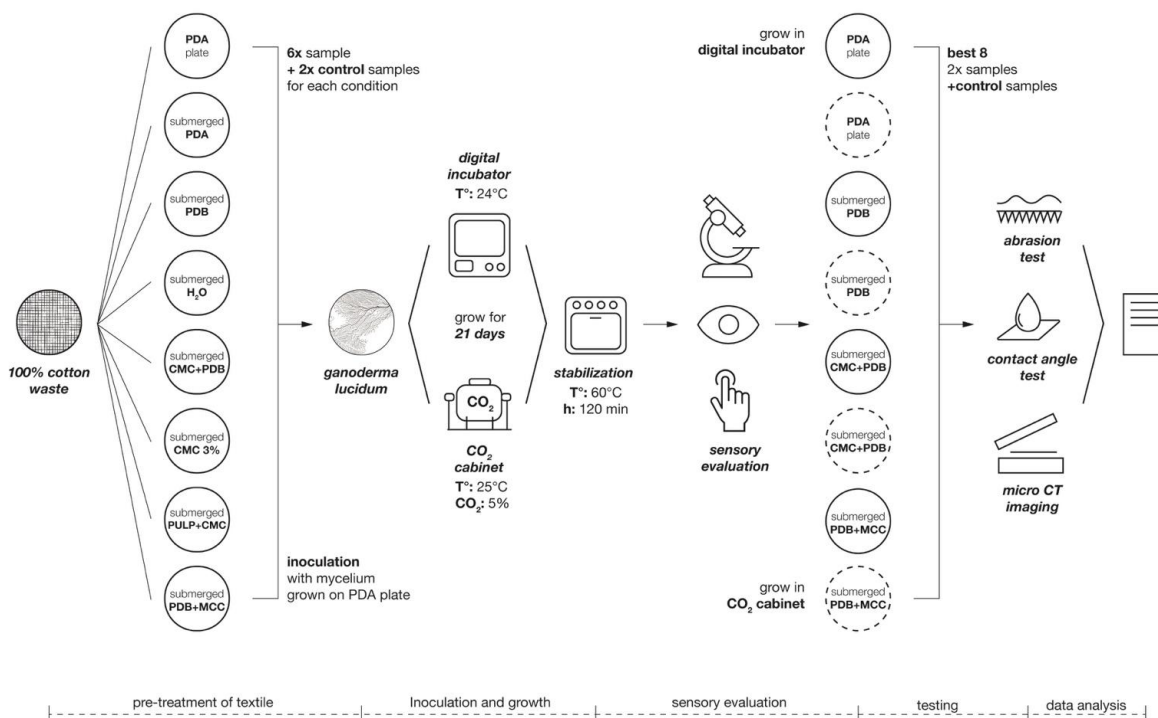 100% cotton
waste
PDA
plate
submerged
PDA
submerged
PDB
submerged
H₂O
submerged
CMC+PDB
submerged
CMC 3%
submerged
PULP+CMC
submerged
PDB+MCC
6x sample
+ 2x control samples
for each condition
inoculation
with mycelium
grown on PDA plate
ganoderma
lucidum
digital
incubator
T°: 24°C
grow for
21 days
CO₂
CO₂
cabinet
T°: 25°C
CO₂: 5%
stabilization
T°: 60°C
h: 120 min
sensory
evaluation
grow in
digital incubator
PDA
plate
PDA
plate
submerged
PDB
submerged
PDB
submerged
CMC+PDB
submerged
CMC+PDB
submerged
PDB+MCC
grow in
CO₂ cabinet
submerged
PDB+MCC
best 8
2x samples
+control samples
abrasion
test
contact angle
test
micro CT
imaging
pre-treatment of textile
Inoculation and growth
sensory evaluation
testing
data analysis